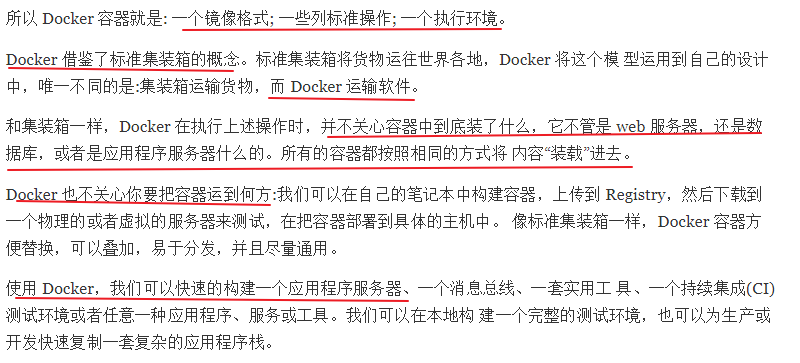 所以 Docker 容器就是: 一个镜像格式; 一些列标准操作; 一个执行环境。
Docker 借鉴了标准集装箱的概念。标准集装箱将货物运往世界各地，Docker 将这个模 型运用到自己的设计
中，唯一不同的是:集装箱运输货物，而 Docker 运输软件。
和集装箱一样，Docker 在执行上述操作时，并不关心容器中到底装了什么，它不管是 web 服务器，还是数
据库，或者是应用程序服务器什么的。所有的容器都按照相同的方式将 内容“装载”进去。
Docker 也不关心你要把容器运到何方:我们可以在自己的笔记本中构建容器，上传到 Registry，然后下载到
一个物理的或者虚拟的服务器来测试，在把容器部署到具体的主机中。 像标准集装箱一样，Docker 容器方
便替换，可以叠加，易于分发，并且尽量通用。
使用 Docker，我们可以快速的构建一个应用程序服务器、一个消息总线、一套实用工 具、一个持续集成(CI)
测试环境或者任意一种应用程序、服务或工具。我们可以在本地构 建一个完整的测试环境，也可以为生产或
开发快速复制一套复杂的应用程序栈。